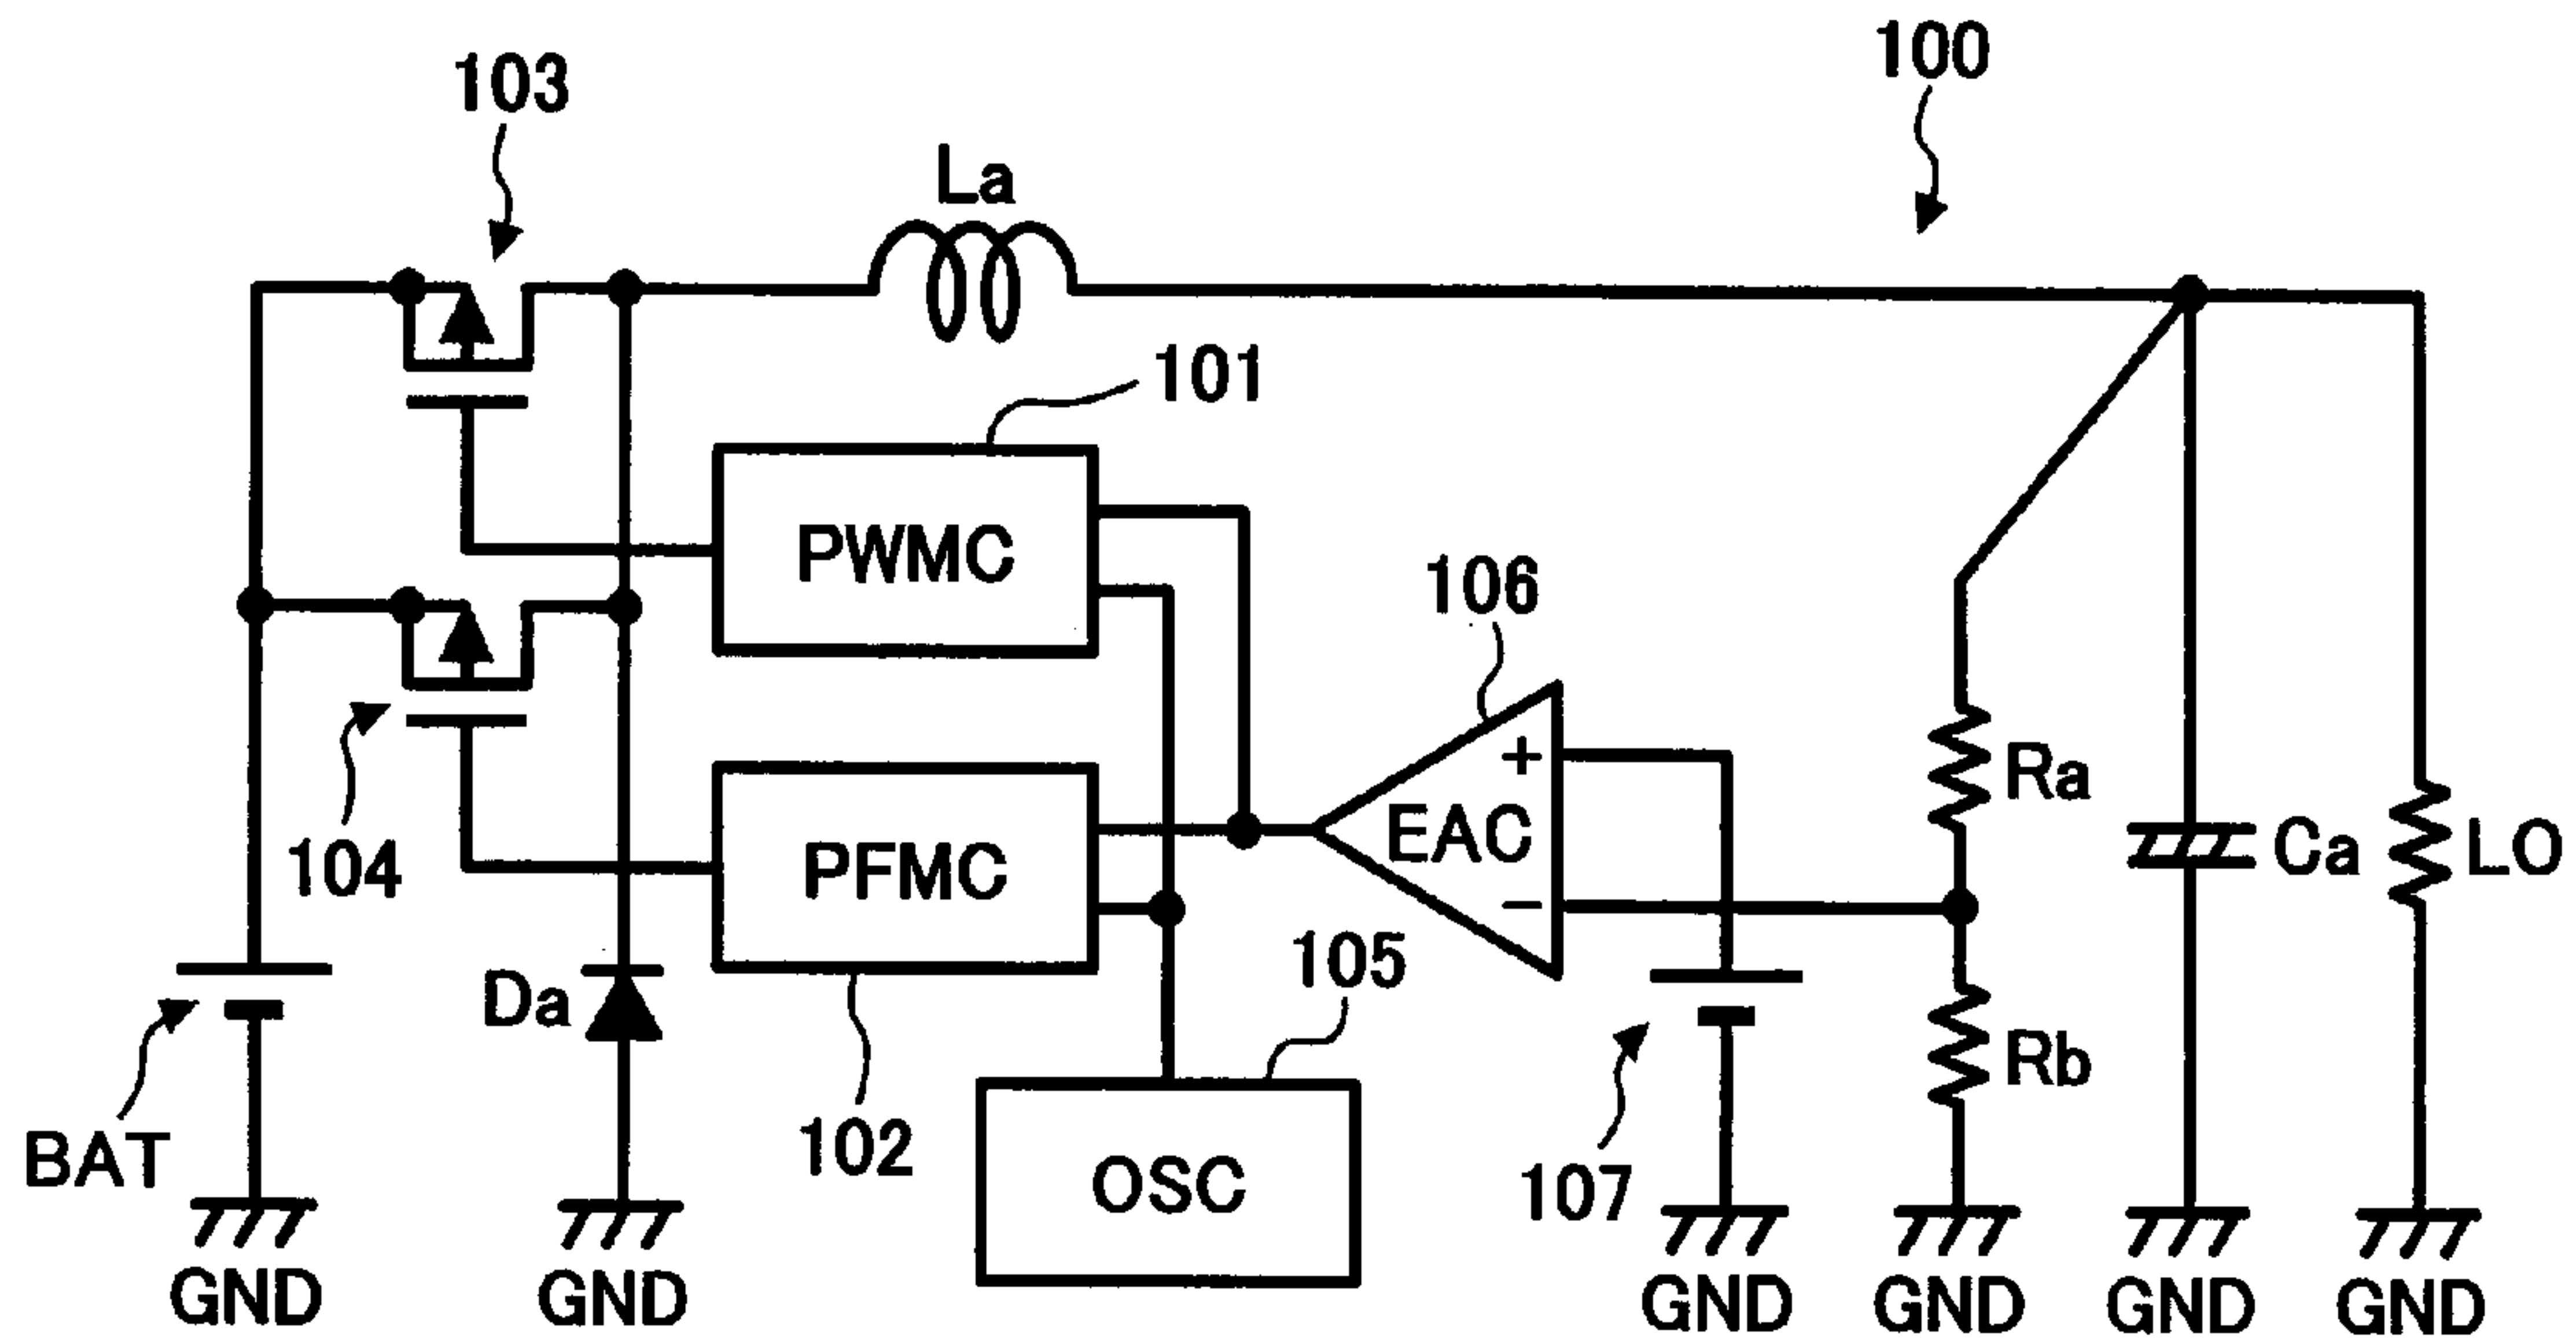 100
103
La
101
PWMC
106
+
EAC
−
Ra
Ca
LO
104
PFMC
105
Da
Rb
BAT
102
OSC
107
GND
GND
GND
GND
GND
GND